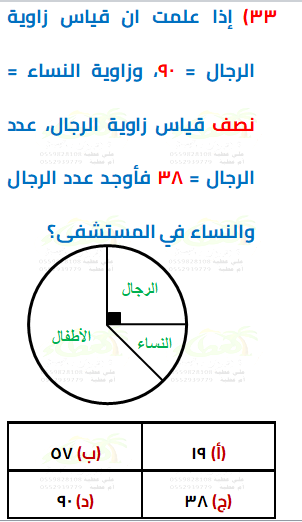 ٣٣) إذا علمت ان قياس زاوية
الرجال = ٩٠، وزاوية النساء =
نصف قياس زاوية الرجال، عدد
الرجال = ٣٨ فأوجد عدد الرجال
والنساء في المستشفى؟
الرجال
الأطفال
النساء
(أ) ١٩
(ب) ٥٧
(ج) ٣٨
(د) ٩٠